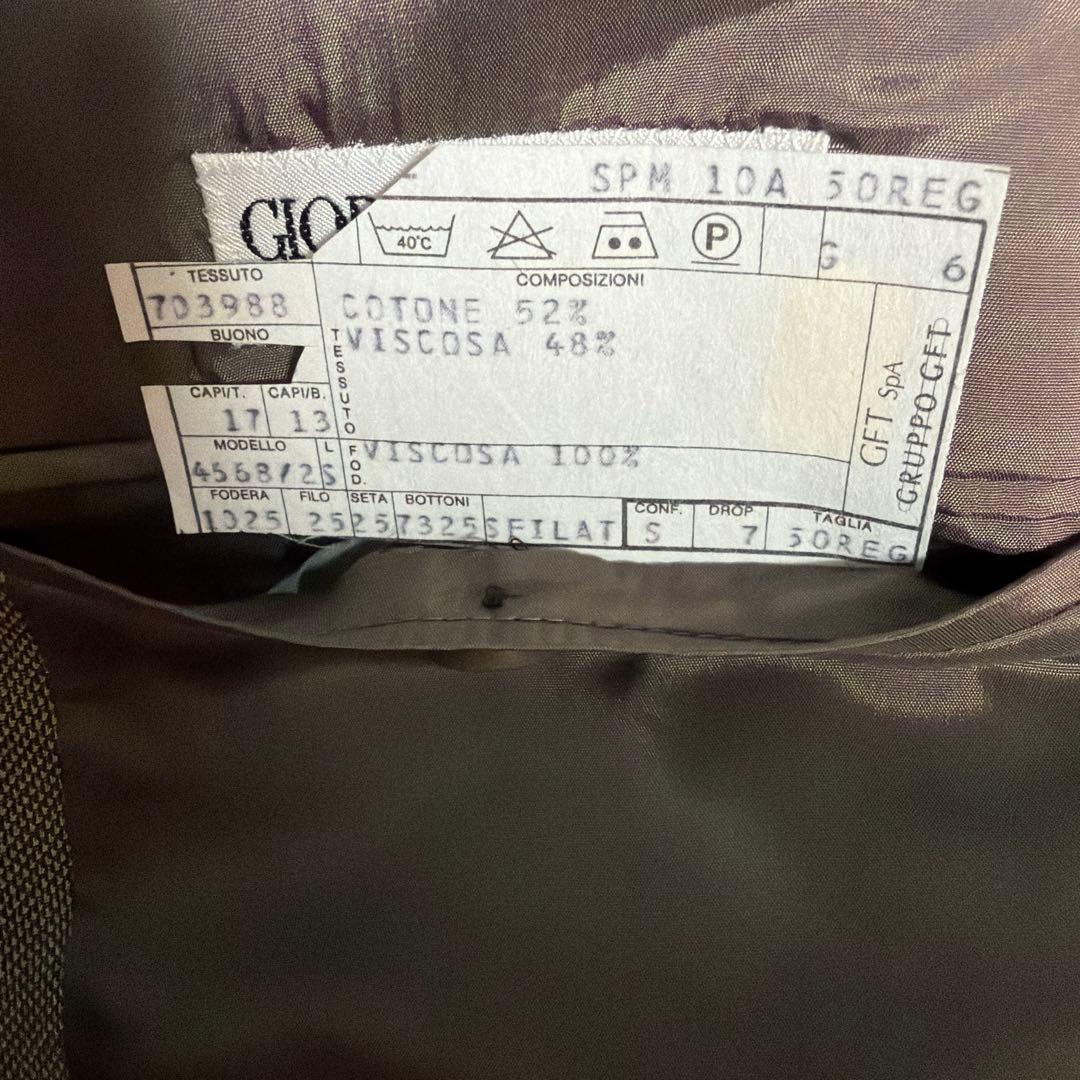 SPM 10A 50REG
GIOR
40°C
P
G 6
TESSUTO
703988
BUONO
CAPI/T. CAPI/B.
17 13
MODELLO L
4568/2 S
COMPOSIZIONI
TESSUTO
COTONE 52%
VISCOSA 48%
FOD.
VISCOSA 100%
GFT SpA
GRUPPO GFT
FODERA FILO SETA BOTTONI CONF. DROP TAGLIA
1025 25 25 7325 SFILAT S 7 50REG